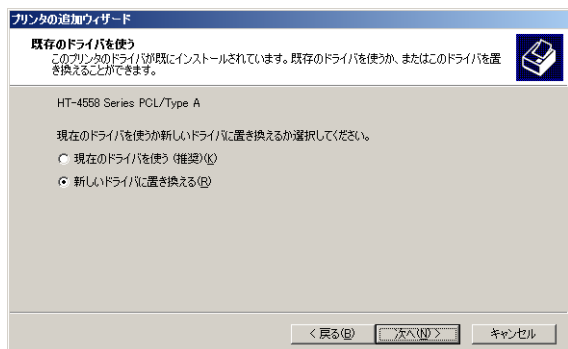 プリンタの追加ウィザード
既存のドライバを使う
このプリンタのドライバが既にインストールされています。既存のドライバを使うか、またはこのドライバを置
き換えることができます。
HT-4558 Series PCL/Type A
現在のドライバを使うか新しいドライバに置き換えるか選択してください。
現在のドライバを使う (推奨)(K)
新しいドライバに置き換える(R)
< 戻る(B) 次へ(N) > キャンセル